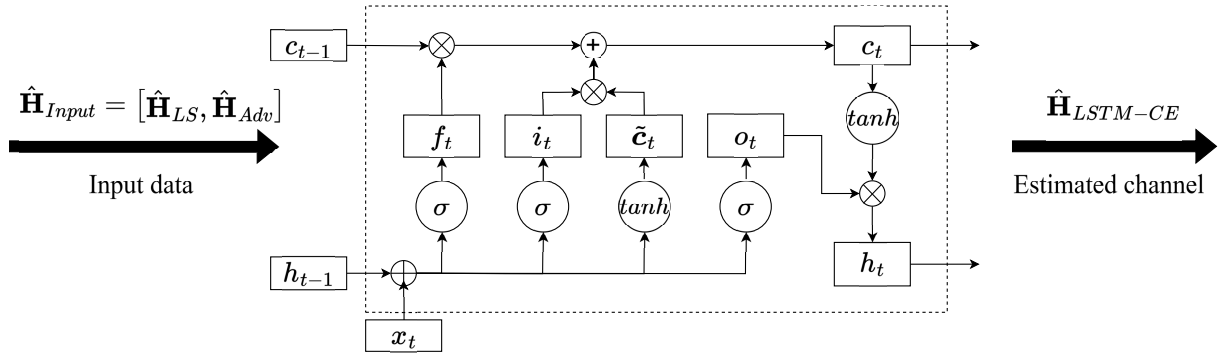 Ĥ_Input = [Ĥ_LS, Ĥ_Adv]
Input data
c_{t−1}
h_{t−1}
x_t
+
f_t
i_t
c̃_t
o_t
σ
σ
tanh
σ
c_t
tanh
h_t
Ĥ_LSTM−CE
Estimated channel